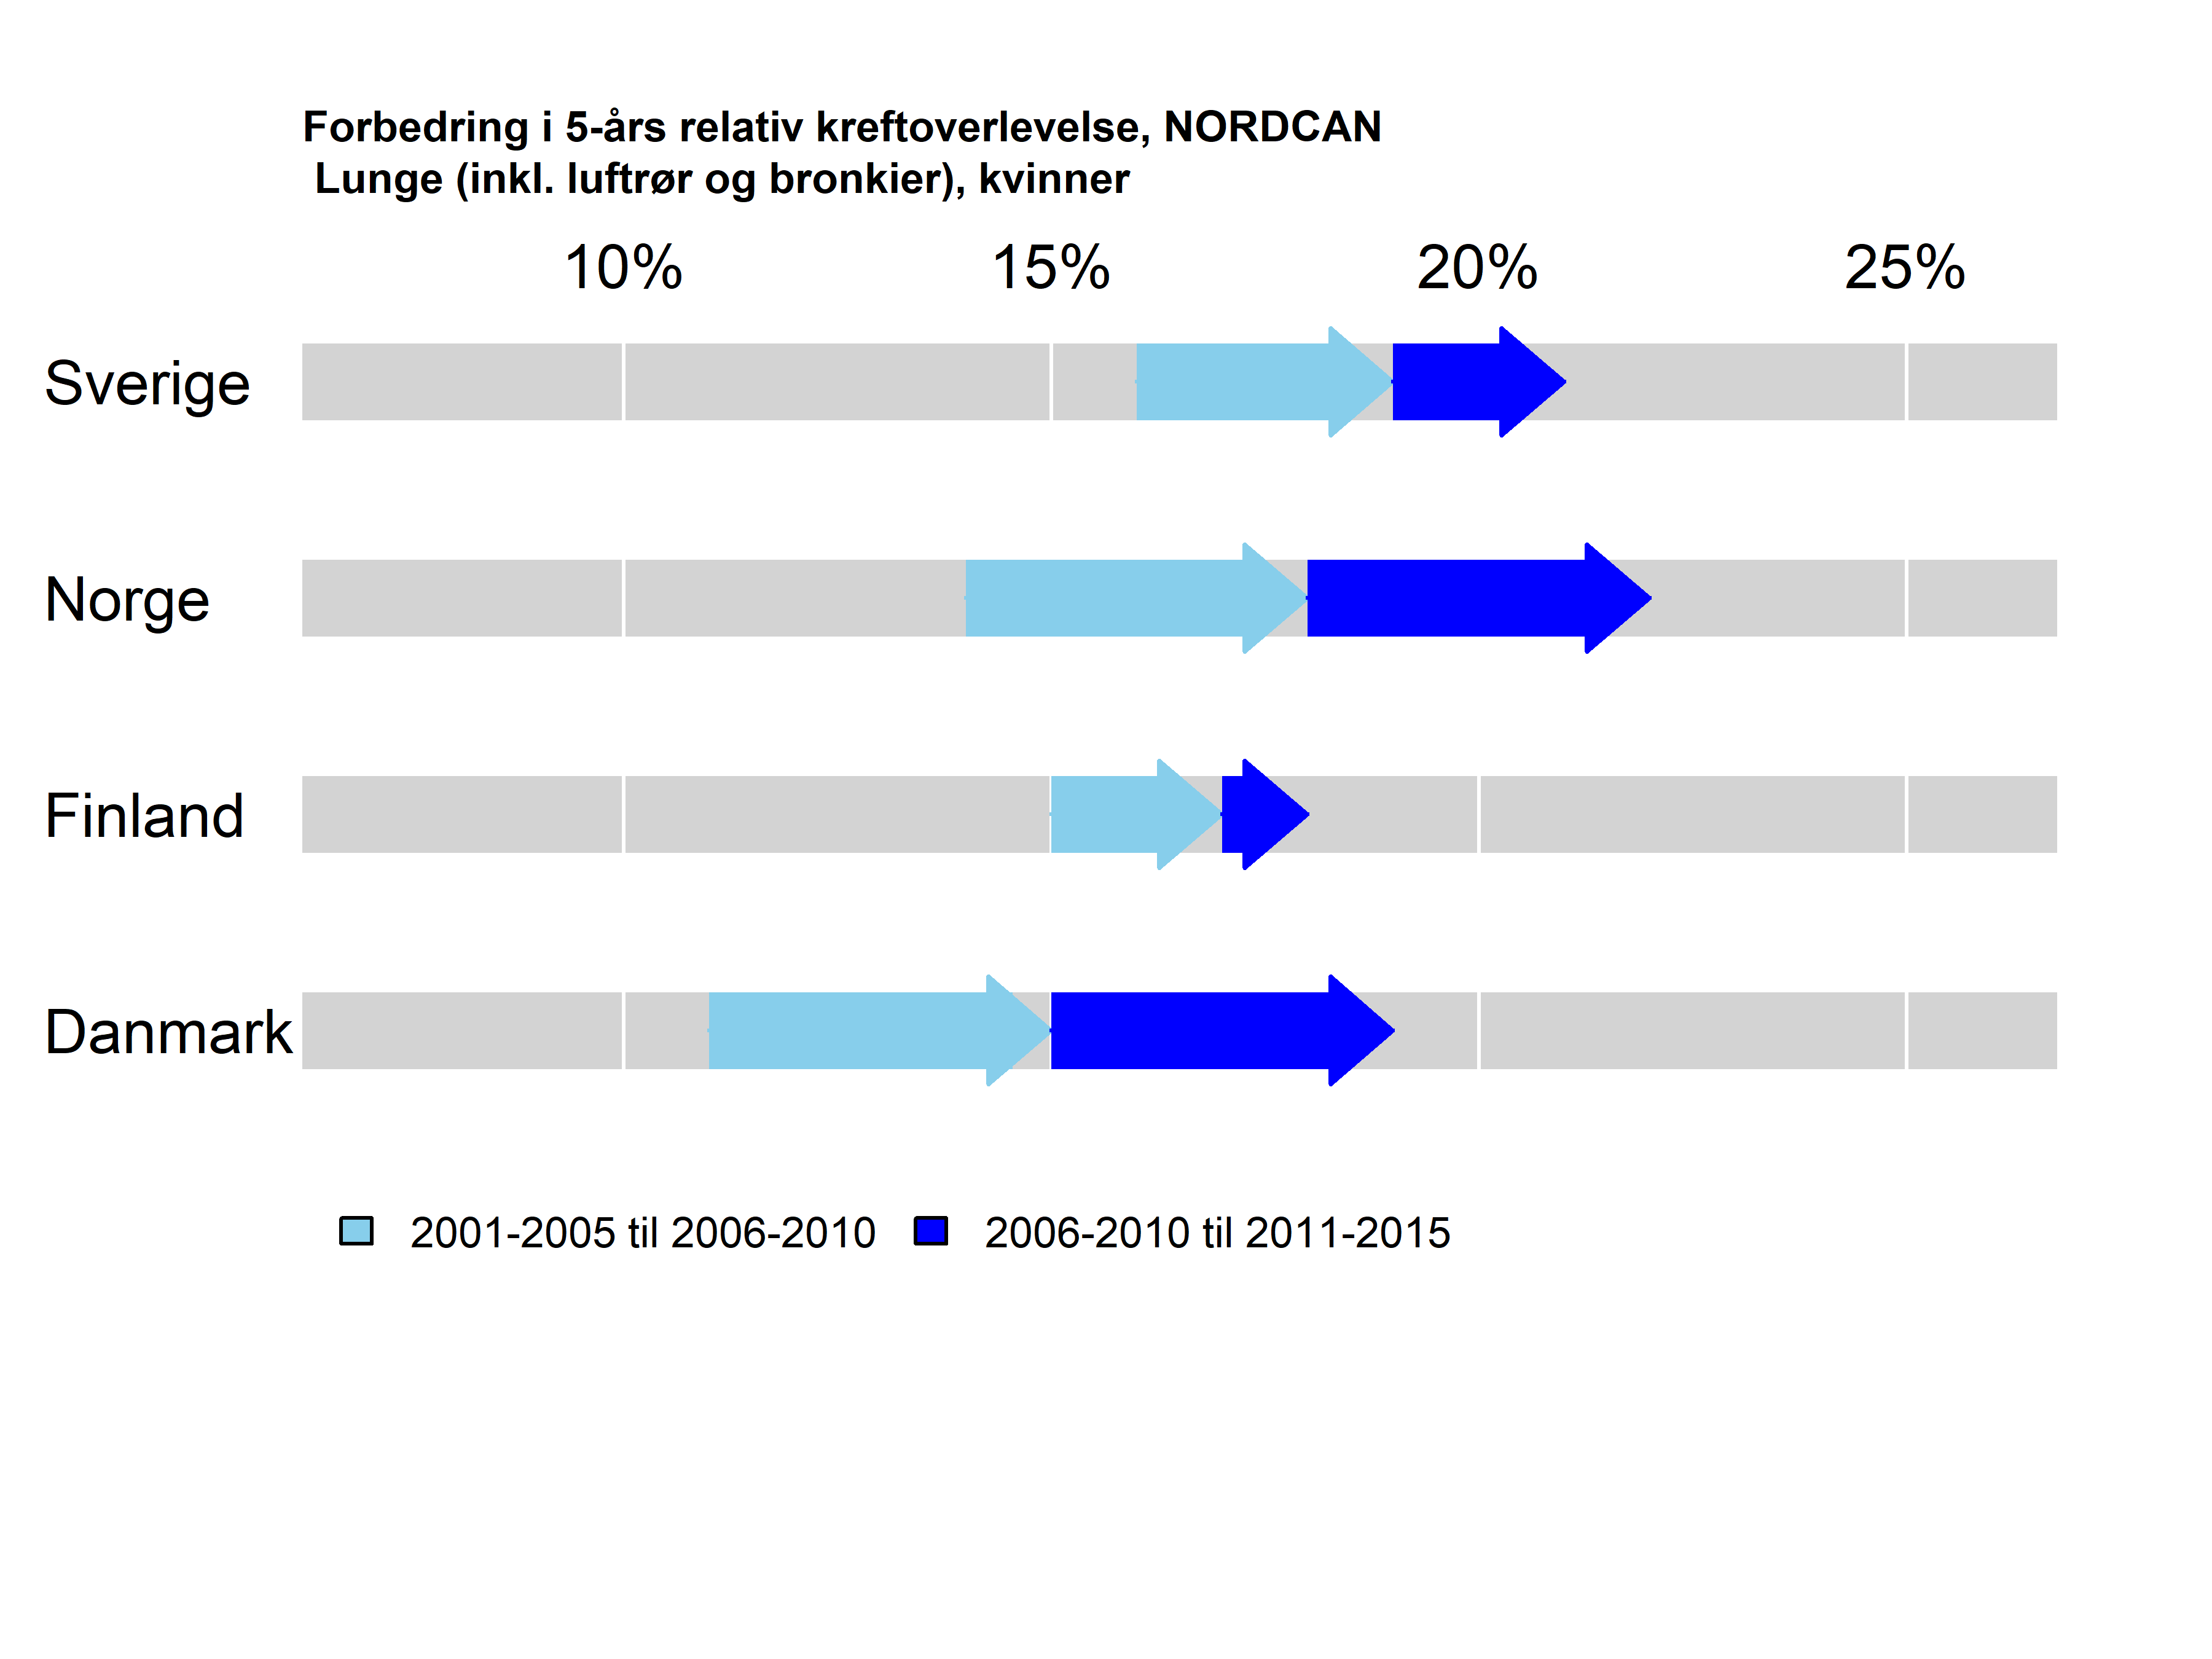 Forbedring i 5-års relativ kreftoverlevelse, NORDCAN
Lunge (inkl. luftrør og bronkier), kvinner
10% 15% 20% 25%
Sverige
Norge
Finland
Danmark
2001-2005 til 2006-2010 2006-2010 til 2011-2015